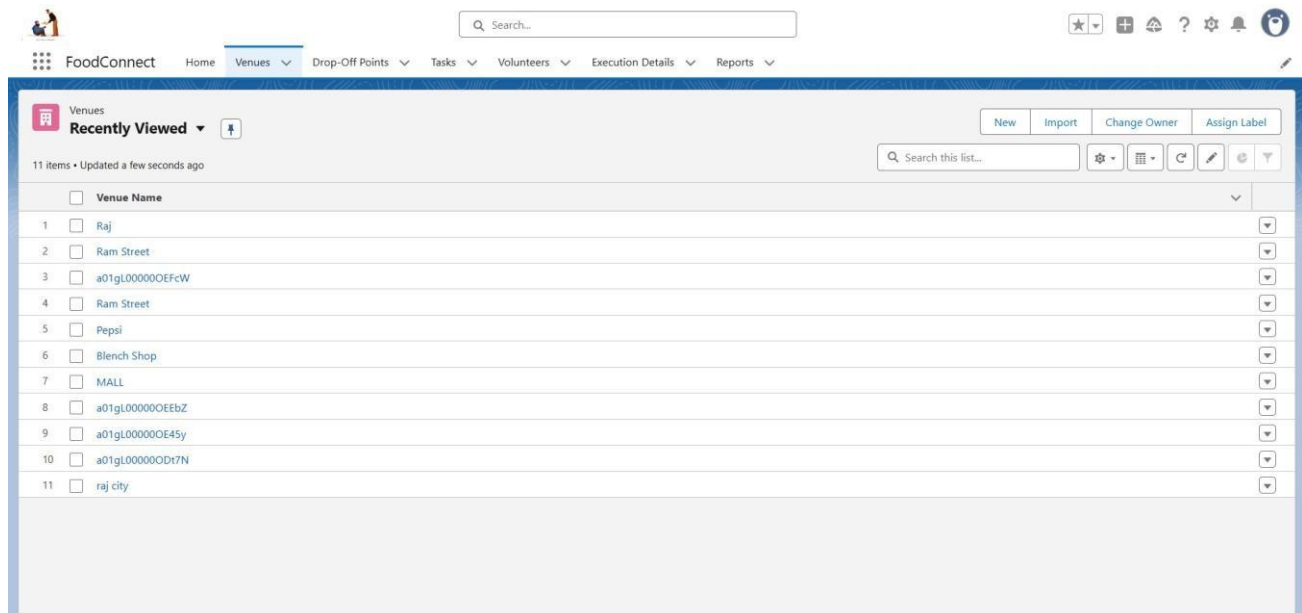 Search...
FoodConnect Home Venues Drop-Off Points Tasks Volunteers Execution Details Reports
Venues
Recently Viewed
New Import Change Owner Assign Label
11 items • Updated a few seconds ago
Search this list...
Venue Name
1 Raj
2 Ram Street
3 a01gL00000OEFcW
4 Ram Street
5 Pepsi
6 Blench Shop
7 MALL
8 a01gL00000OEEbZ
9 a01gL00000OE45y
10 a01gL00000ODt7N
11 raj city